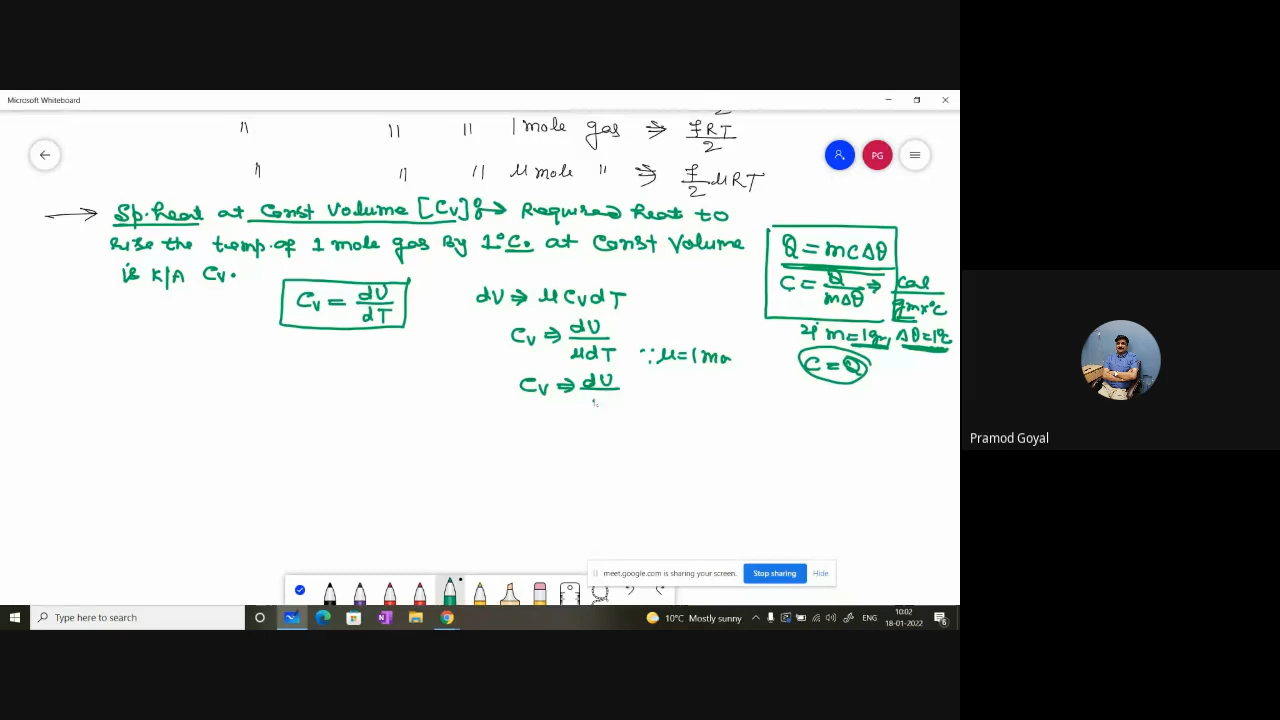 Microsoft Whiteboard
" " " 1 mole gas ⇒ fRT/2
" " " μ mole " ⇒ f/2 μRT
→ Sp. heat at Const Volume [Cv] :→ Required heat to
rise the temp. of 1 mole gas by 1°C. at Const Volume
is K/A Cv.
Cv = dU/dT
dU ⇒ μCvdT
Cv ⇒ dU/μdT ∵ μ = 1 mo
Cv ⇒ dU/
Q = mcΔθ
C = Q/mΔθ ⇒ Cal/gm×°C
if m=1g, Δθ=1°c
C = Q
PG
Pramod Goyal
meet.google.com is sharing your screen. Stop sharing Hide
Type here to search
10°C Mostly sunny ENG 10:02
18-01-2022 6